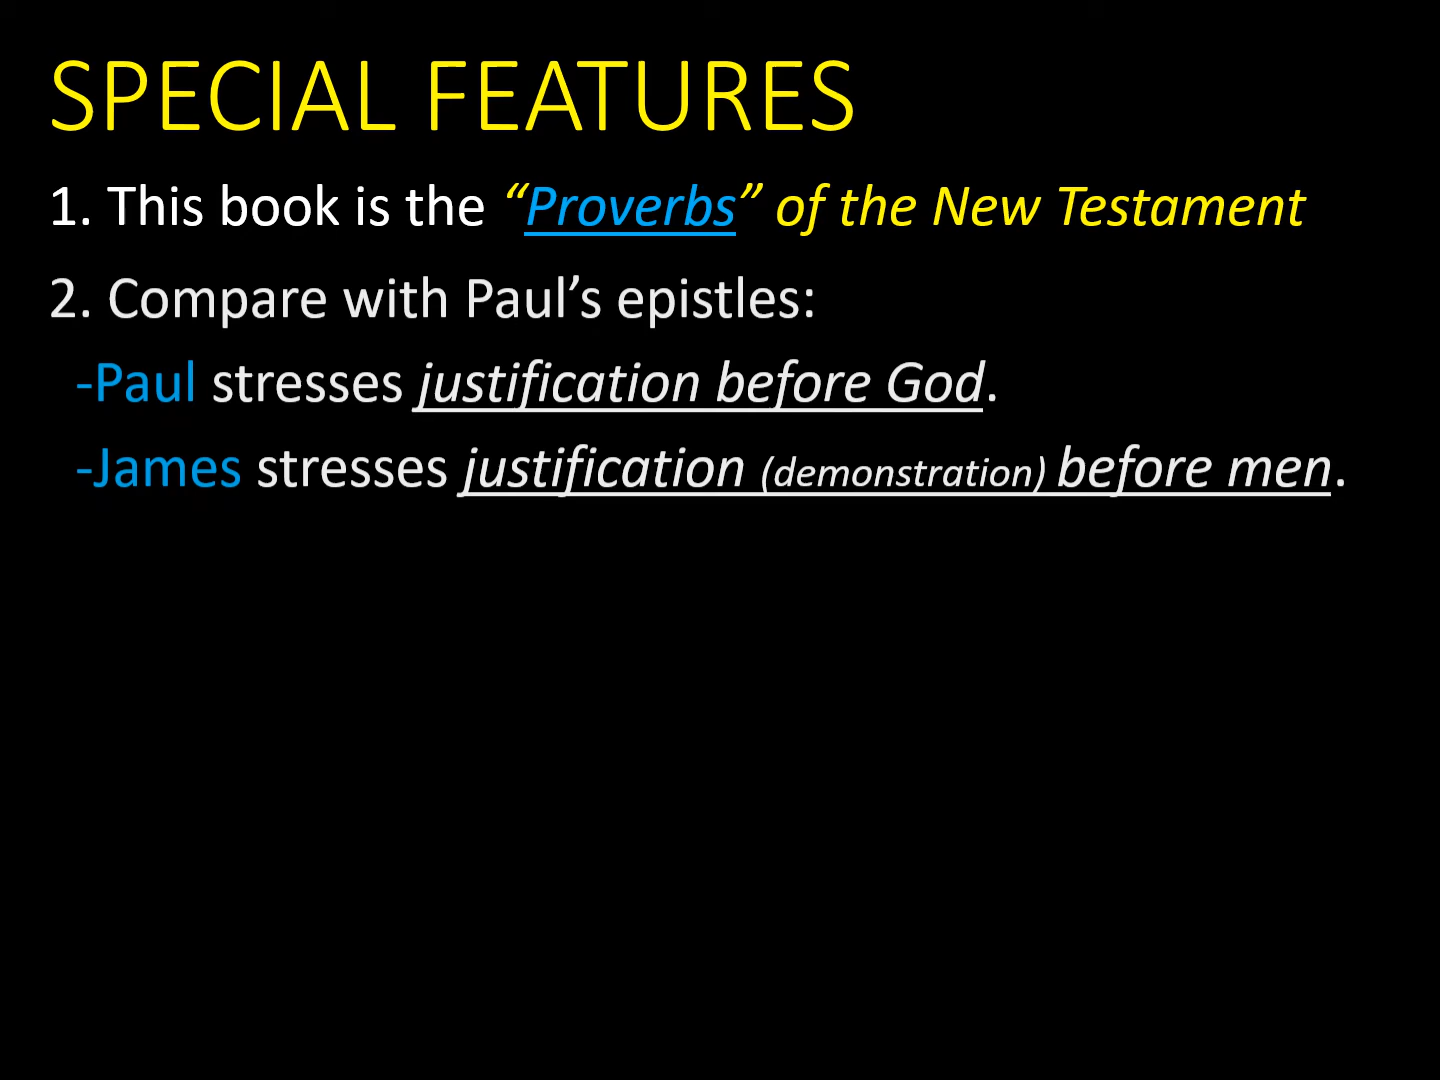 SPECIAL FEATURES
1. This book is the “Proverbs” of the New Testament
2. Compare with Paul’s epistles:
-Paul stresses justification before God.
-James stresses justification (demonstration) before men.